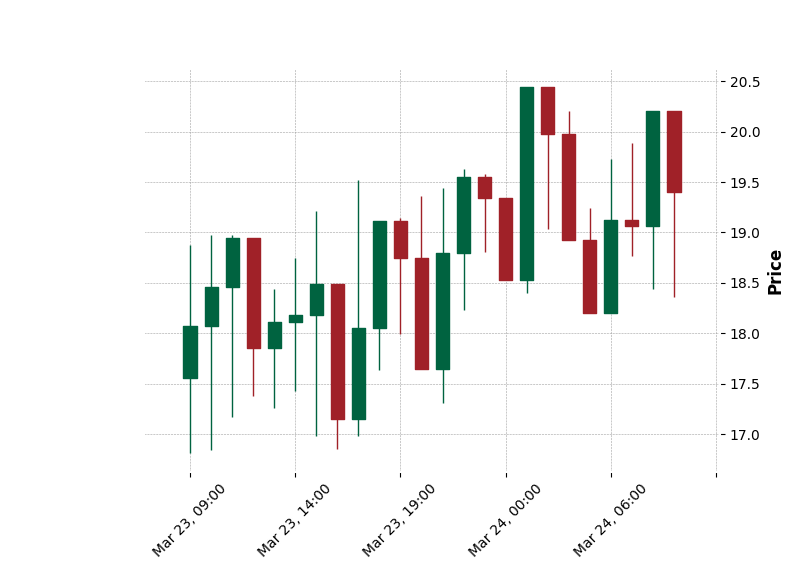 20.5
20.0
19.5
19.0
18.5
18.0
17.5
17.0
Price
Mar 23, 09:00
Mar 23, 14:00
Mar 23, 19:00
Mar 24, 00:00
Mar 24, 06:00